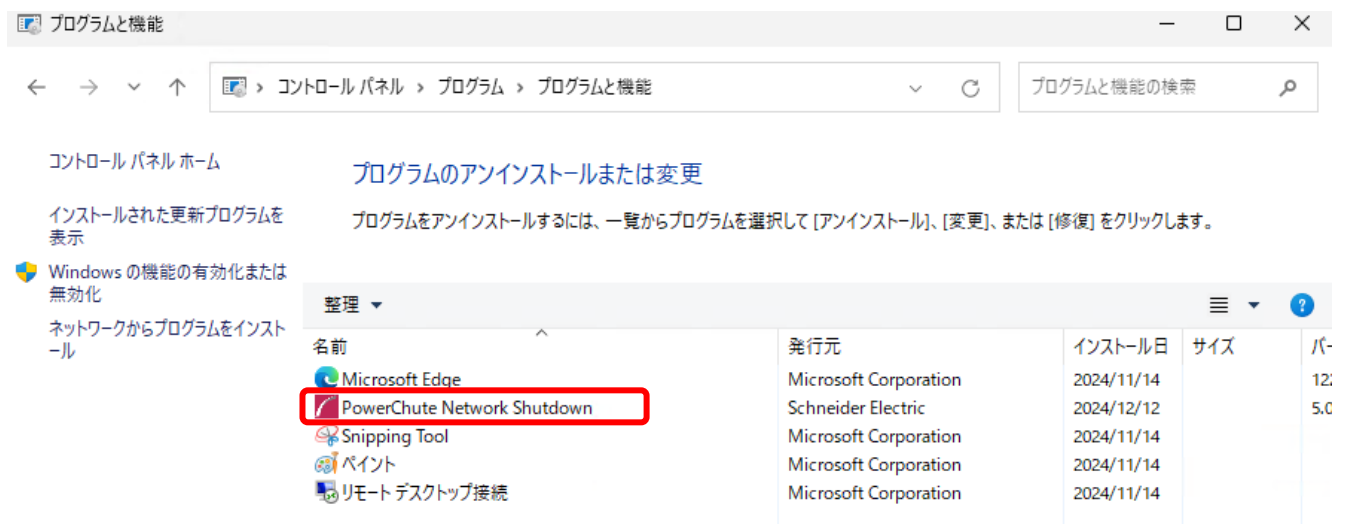 プログラムと機能
コントロール パネル › プログラム › プログラムと機能
プログラムと機能の検索
コントロール パネル ホーム
インストールされた更新プログラムを
表示
Windows の機能の有効化または
無効化
ネットワークからプログラムをインスト
ール
プログラムのアンインストールまたは変更
プログラムをアンインストールするには、一覧からプログラムを選択して [アンインストール]、[変更]、または [修復] をクリックします。
整理
名前 発行元 インストール日 サイズ バー
Microsoft Edge Microsoft Corporation 2024/11/14 122
PowerChute Network Shutdown Schneider Electric 2024/12/12 5.0
Snipping Tool Microsoft Corporation 2024/11/14
ペイント Microsoft Corporation 2024/11/14
リモート デスクトップ接続 Microsoft Corporation 2024/11/14